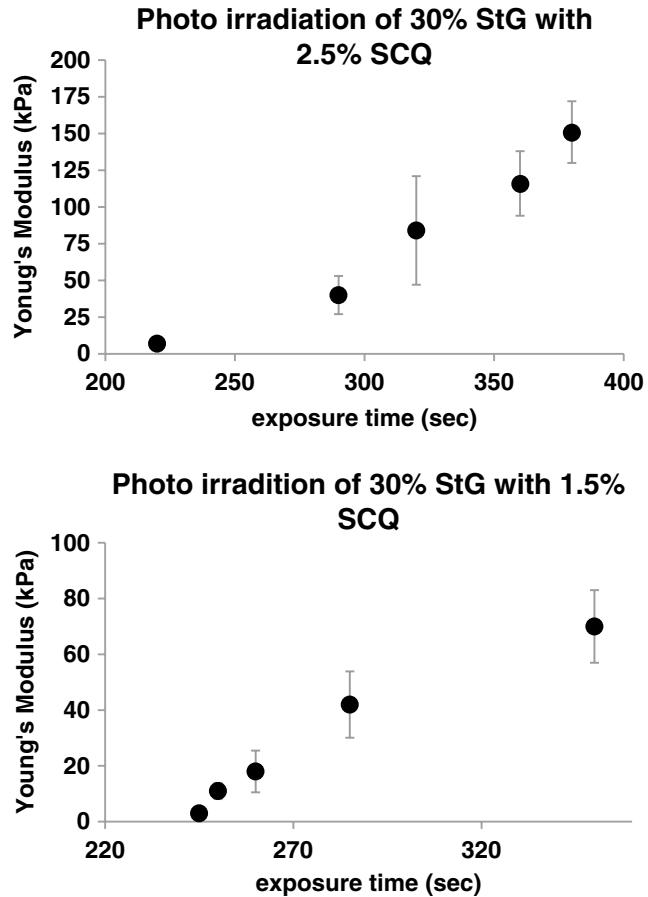 Photo irradiation of 30% StG with
2.5% SCQ
200
175
150
125
100
75
50
25
0
Yonug's Modulus (kPa)
200 250 300 350 400
exposure time (sec)
Photo irradition of 30% StG with 1.5%
SCQ
100
80
60
40
20
0
Young's Modulus (kPa)
220 270 320
exposure time (sec)